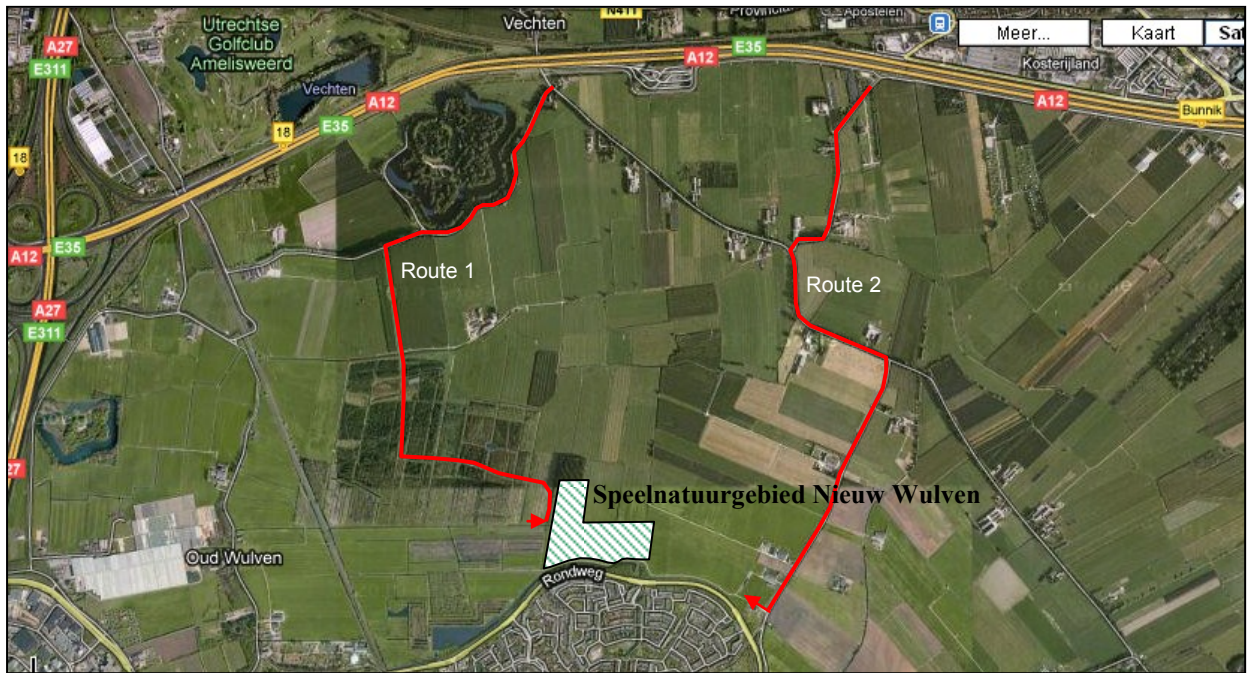 Utrechtse
Golfclub
Amelisweerd
Vechten
N411
Provincial
Apostelen
Meer...
Kaart
Sat
A27
E311
A12
E35
Kosterijland
Vechten
A12
A12
Bunnik
18
E35
18
E35
A12
Route 1
Route 2
A27
E311
27
Speelnatuurgebied Nieuw Wulven
Oud Wulven
Rondweg